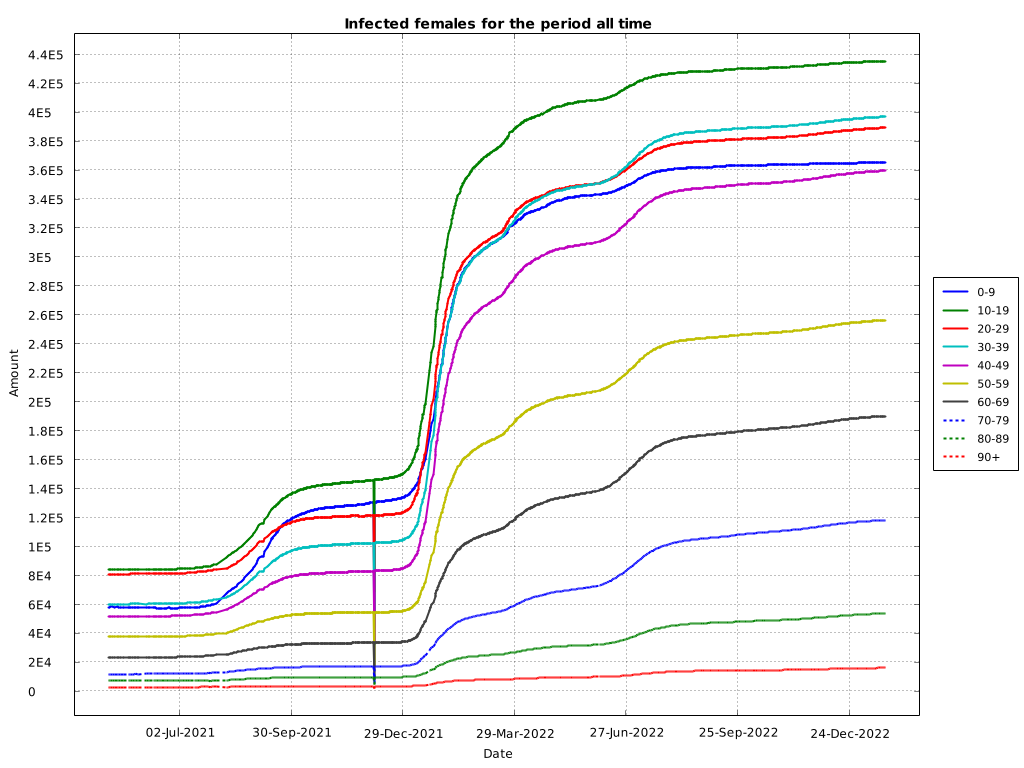 Infected females for the period all time
4.4E5
4.2E5
4E5
3.8E5
3.6E5
3.4E5
3.2E5
3E5
2.8E5
2.6E5
2.4E5
2.2E5
2E5
1.8E5
1.6E5
1.4E5
1.2E5
1E5
8E4
6E4
4E4
2E4
0
Amount
02-Jul-2021 30-Sep-2021 29-Dec-2021 29-Mar-2022 27-Jun-2022 25-Sep-2022 24-Dec-2022
Date
0-9
10-19
20-29
30-39
40-49
50-59
60-69
70-79
80-89
90+